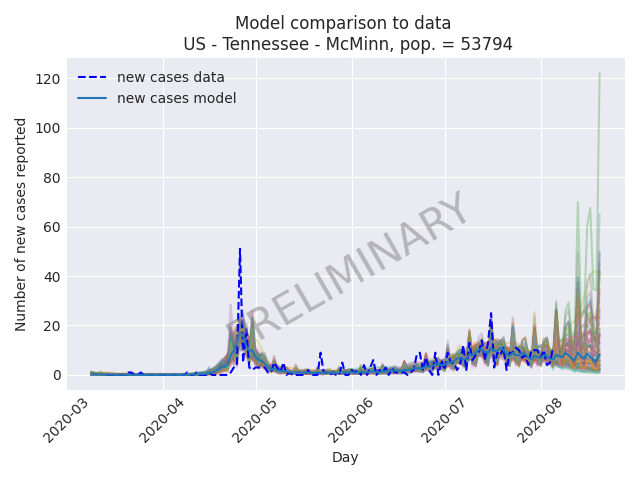 Model comparison to data
US - Tennessee - McMinn, pop. = 53794
new cases data
new cases model
Number of new cases reported
120
100
80
60
40
20
0
PRELIMINARY
2020-03
2020-04
2020-05
2020-06
2020-07
2020-08
Day